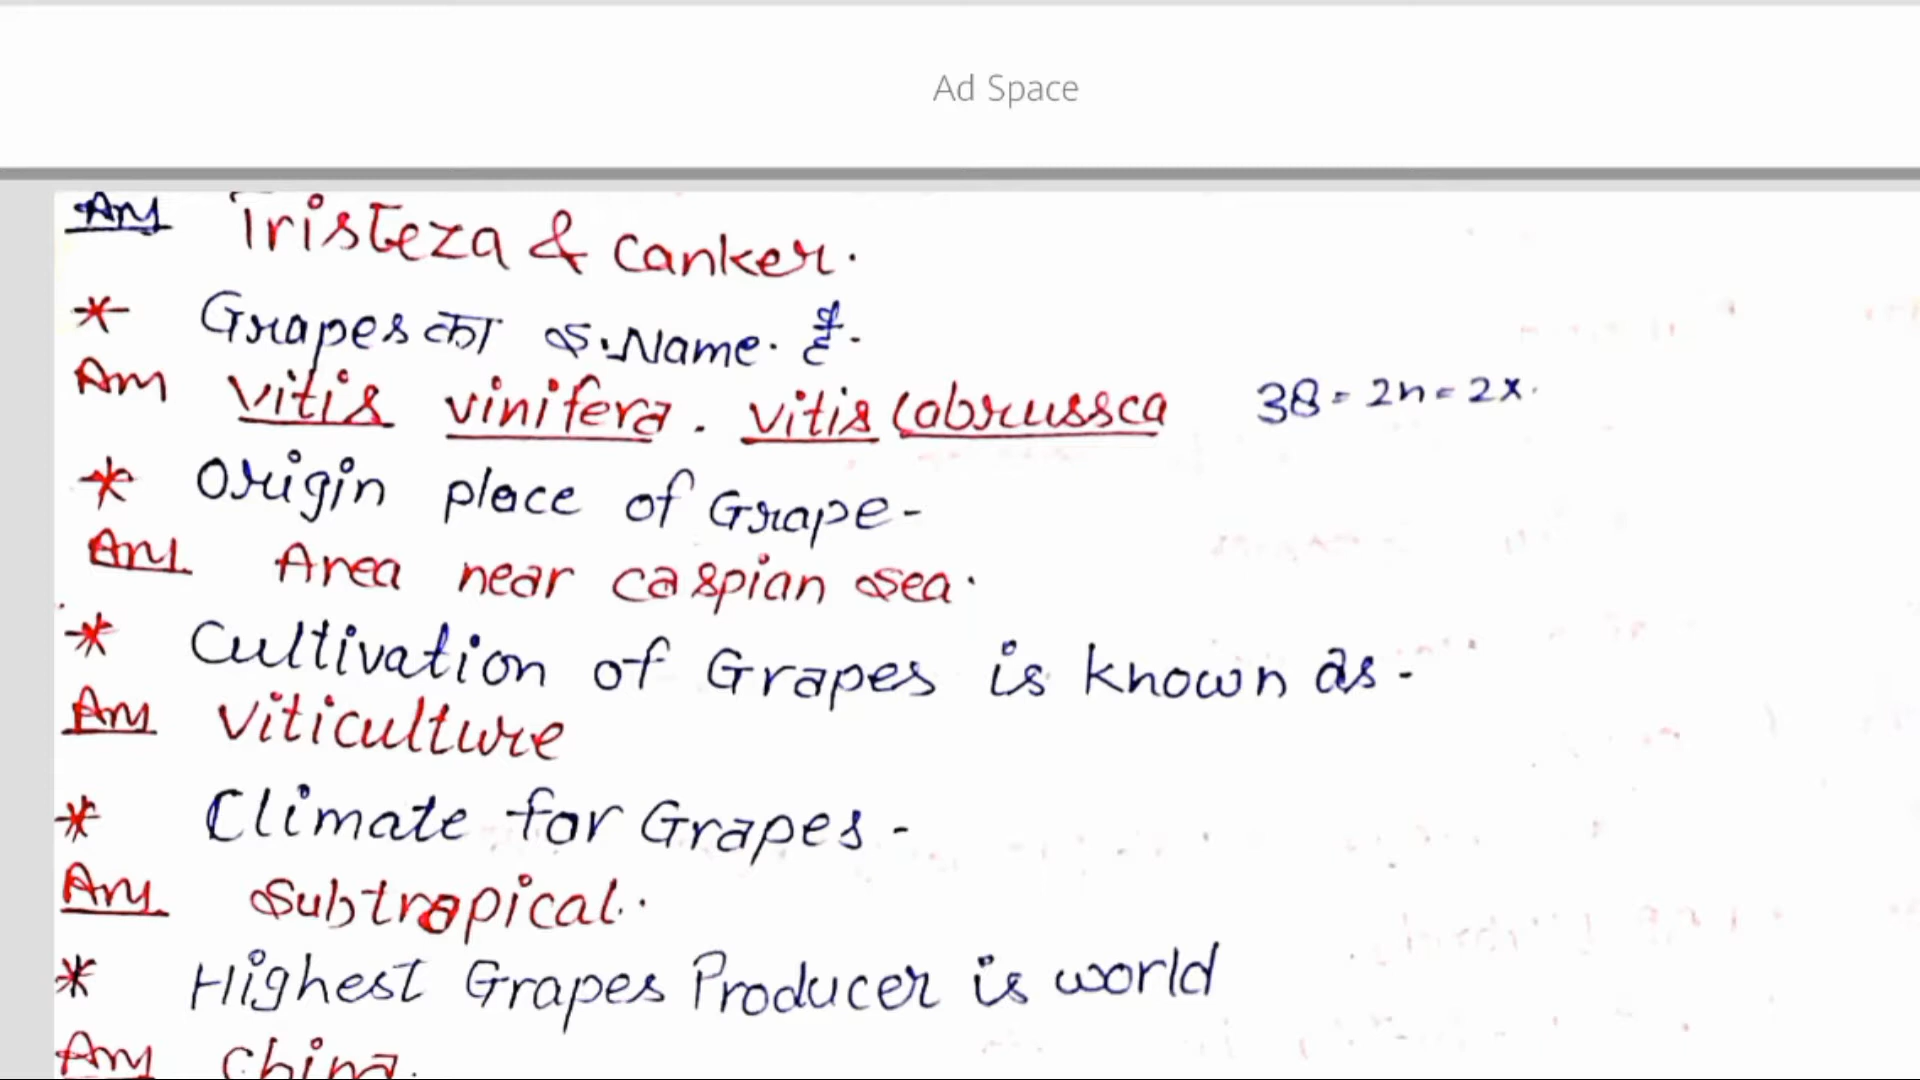 Ad Space
Ans Tristeza & Canker.
* Grapes का S. Name. है.
Ans Vitis vinifera. Vitis Labrussca 38 = 2n = 2x.
* Origin place of Grape-
Ans Area near caspian sea.
* Cultivation of Grapes is known as -
Ans Viticulture
* Climate for Grapes -
Ans Subtropical.
* Highest Grapes Producer is world
Ans China.